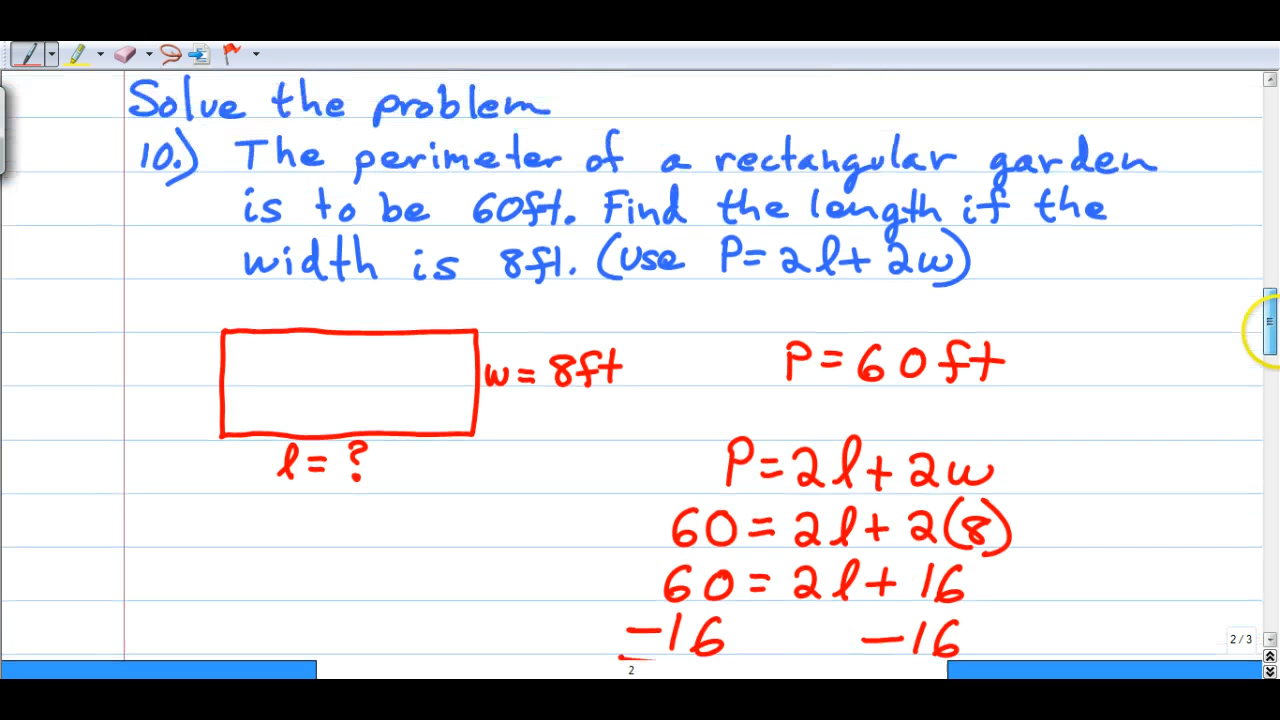 Solve the problem
10.) The perimeter of a rectangular garden
is to be 60ft. Find the length if the
width is 8ft. (Use P = 2l + 2w)
w = 8ft
P = 60ft
l = ?
P = 2l + 2w
60 = 2l + 2(8)
60 = 2l + 16
-16 -16
2 / 3
2